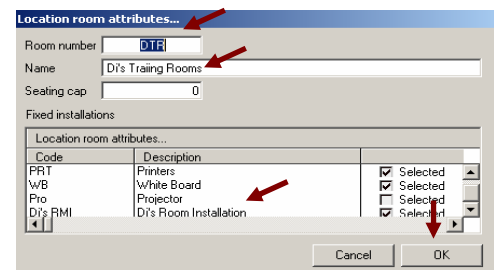 Location room attributes...
Room number DTR
Name Di's Traiing Rooms
Seating cap 0
Fixed installations
Location room attributes...
Code Description
PRT Printers Selected
WB White Board Selected
Pro Projector Selected
Di's RMI Di's Room Installation Selected
Cancel OK